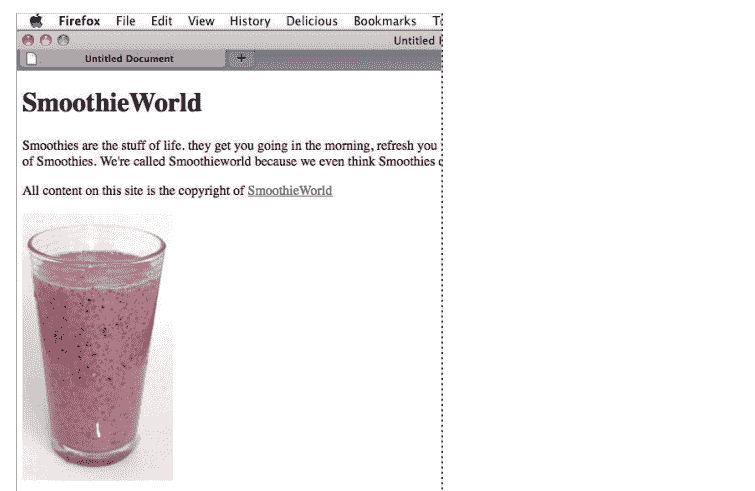 Firefox File Edit View History Delicious Bookmarks
Untitled
Untitled Document +
SmoothieWorld
Smoothies are the stuff of life. they get you going in the morning, refresh you
of Smoothies. We're called Smoothieworld because we even think Smoothies
All content on this site is the copyright of SmoothieWorld